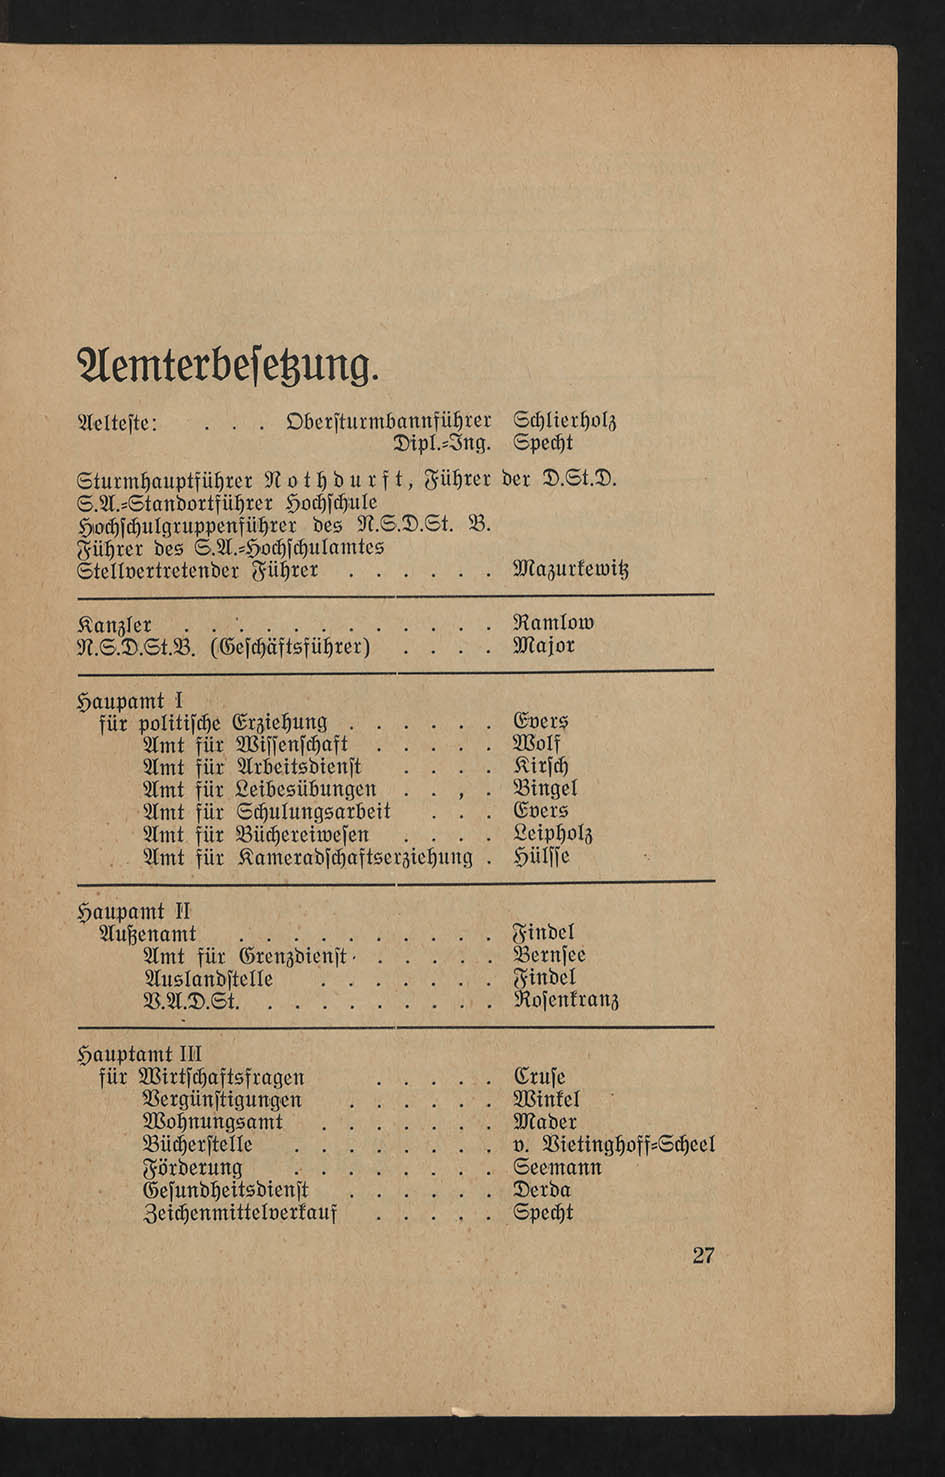 Aemterbesetzung.
Aelteste: . . . Obersturmbannführer Schlierholz
Dipl.-Ing. Specht
Sturmhauptführer Nothdurft, Führer der D.St.D.
S.A.-Standortführer Hochschule
Hochschulgruppenführer des N.S.D.St. B.
Führer des S.A.-Hochschulamtes
Stellvertretender Führer . . . . . . Mazurkewitz
Kanzler . . . . . . . . . . . . Ramlow
N.S.D.St.B. (Geschäftsführer) . . . . Major
Haupamt I
für politische Erziehung . . . . . . Evers
Amt für Wissenschaft . . . . . Wolf
Amt für Arbeitsdienst . . . . Kirsch
Amt für Leibesübungen . . , . Bingel
Amt für Schulungsarbeit . . . Evers
Amt für Büchereiwesen . . . . Leipholz
Amt für Kameradschaftserziehung . Hülsse
Haupamt II
Außenamt . . . . . . . . . . Findel
Amt für Grenzdienst . . . . . Bernsee
Auslandstelle . . . . . . . Findel
V.A.D.St. . . . . . . . . . Rosenkranz
Hauptamt III
für Wirtschaftsfragen . . . . . Cruse
Vergünstigungen . . . . . . Winkel
Wohnungsamt . . . . . . . Mader
Bücherstelle . . . . . . . . v. Vietinghoff-Scheel
Förderung . . . . . . . . Seemann
Gesundheitsdienst . . . . . . Derda
Zeichenmittelverkauf . . . . . Specht
27